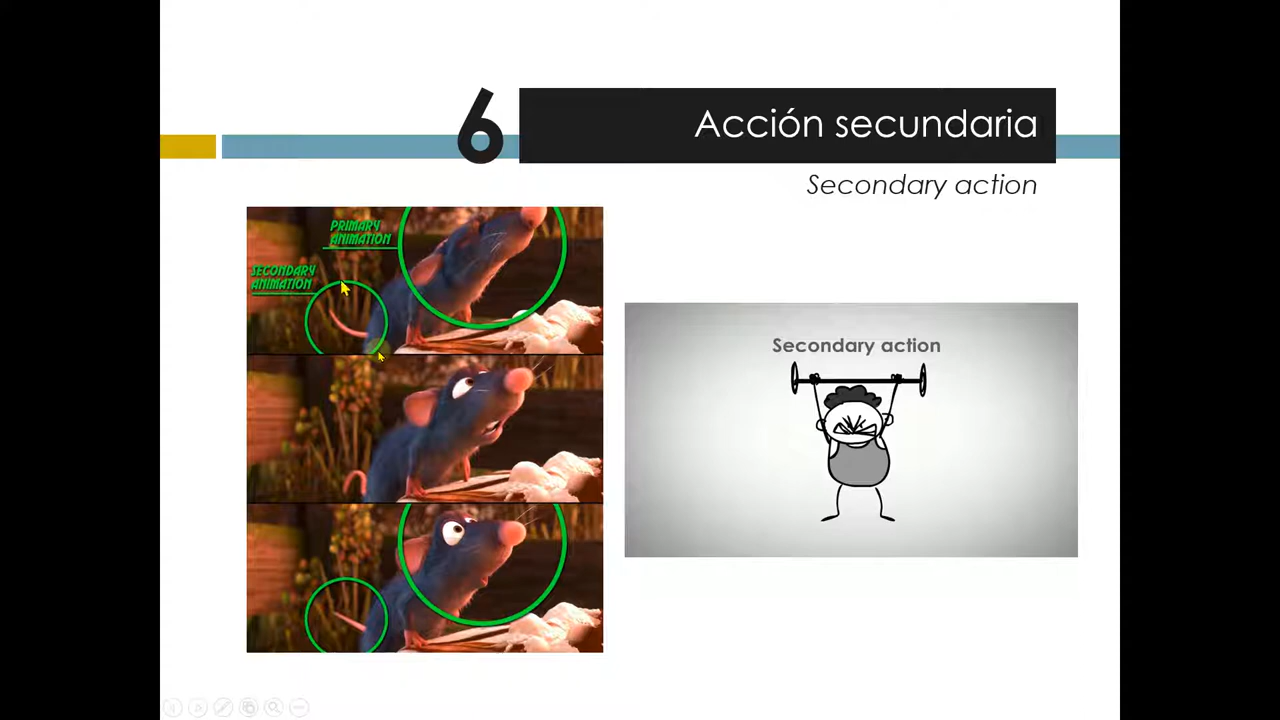 6
Acción secundaria
Secondary action
PRIMARY
ANIMATION
SECONDARY
ANIMATION
Secondary action